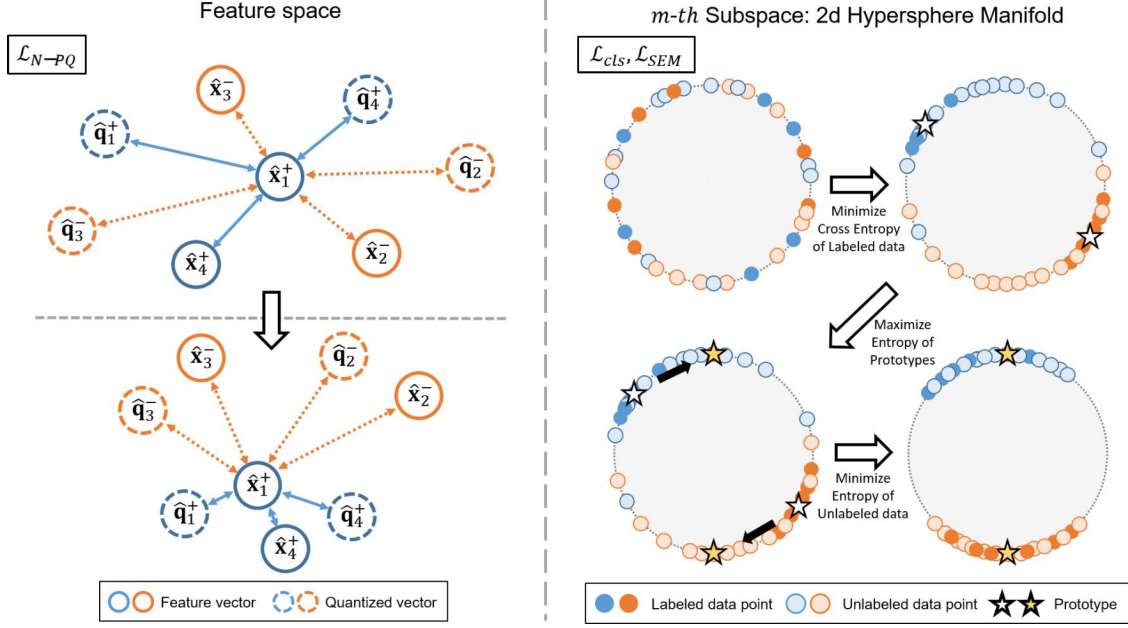 Feature space
𝓛_{N-PQ}
x̂₃⁻
q̂₄⁺
q̂₁⁺
x̂₁⁺
q̂₂⁻
q̂₃⁻
x̂₄⁺
x̂₂⁻
x̂₃⁻
q̂₂⁻
x̂₂⁻
q̂₃⁻
x̂₁⁺
q̂₁⁺
q̂₄⁺
x̂₄⁺
Feature vector
Quantized vector
m-th Subspace: 2d Hypersphere Manifold
𝓛_{cls}, 𝓛_{SEM}
Minimize
Cross Entropy
of Labeled data
Maximize
Entropy of
Prototypes
Minimize
Entropy of
Unlabeled data
Labeled data point
Unlabeled data point
Prototype